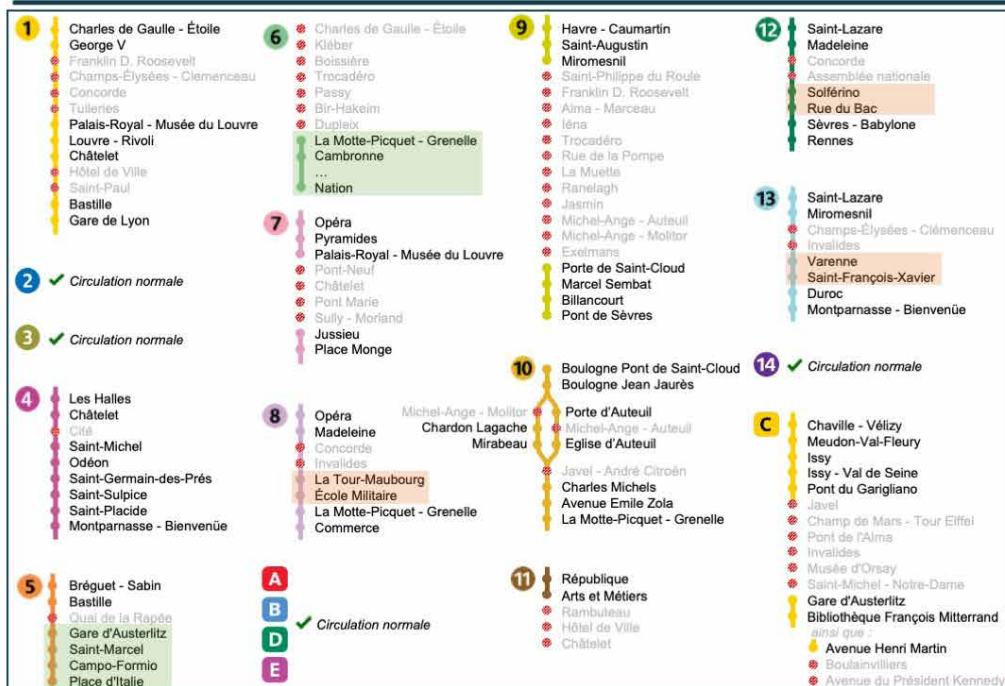 1
Charles de Gaulle - Étoile
George V
Franklin D. Roosevelt
Champs-Élysées - Clemenceau
Concorde
Tuileries
Palais-Royal - Musée du Louvre
Louvre - Rivoli
Châtelet
Hôtel de Ville
Saint-Paul
Bastille
Gare de Lyon
2
Circulation normale
3
Circulation normale
4
Les Halles
Châtelet
Cité
Saint-Michel
Odéon
Saint-Germain-des-Prés
Saint-Sulpice
Saint-Placide
Montparnasse - Bienvenüe
5
Bréguet - Sabin
Bastille
Quai de la Rapée
Gare d'Austerlitz
Saint-Marcel
Campo-Formio
Place d'Italie
6
Charles de Gaulle - Étoile
Kléber
Boissière
Trocadéro
Passy
Bir-Hakeim
Dupleix
La Motte-Picquet - Grenelle
Cambronne
...
Nation
7
Opéra
Pyramides
Palais-Royal - Musée du Louvre
Pont-Neuf
Châtelet
Pont Marie
Sully - Morland
Jussieu
Place Monge
8
Opéra
Madeleine
Concorde
Invalides
La Tour-Maubourg
École Militaire
La Motte-Picquet - Grenelle
Commerce
A
B
D
E
Circulation normale
9
Havre - Caumartin
Saint-Augustin
Miromesnil
Saint-Philippe du Roule
Franklin D. Roosevelt
Alma - Marceau
Iéna
Trocadéro
Rue de la Pompe
La Muette
Ranelagh
Jasmin
Michel-Ange - Auteuil
Michel-Ange - Molitor
Exelmans
Porte de Saint-Cloud
Marcel Sembat
Billancourt
Pont de Sèvres
10
Boulogne Pont de Saint-Cloud
Boulogne Jean Jaurès
Michel-Ange - Molitor
Chardon Lagache
Mirabeau
Porte d'Auteuil
Michel-Ange - Auteuil
Eglise d'Auteuil
Javel - André Citroën
Charles Michels
Avenue Emile Zola
La Motte-Picquet - Grenelle
11
République
Arts et Métiers
Rambuteau
Hôtel de Ville
Châtelet
12
Saint-Lazare
Madeleine
Concorde
Assemblée nationale
Solférino
Rue du Bac
Sèvres - Babylone
Rennes
13
Saint-Lazare
Miromesnil
Champs-Élysées - Clémenceau
Invalides
Varenne
Saint-François-Xavier
Duroc
Montparnasse - Bienvenüe
14
Circulation normale
C
Chaville - Vélizy
Meudon-Val-Fleury
Issy
Issy - Val de Seine
Pont du Garigliano
Javel
Champ de Mars - Tour Eiffel
Pont de l'Alma
Invalides
Musée d'Orsay
Saint-Michel - Notre-Dame
Gare d'Austerlitz
Bibliothèque François Mitterrand
ainsi que :
Avenue Henri Martin
Boulainvilliers
Avenue du Président Kennedy